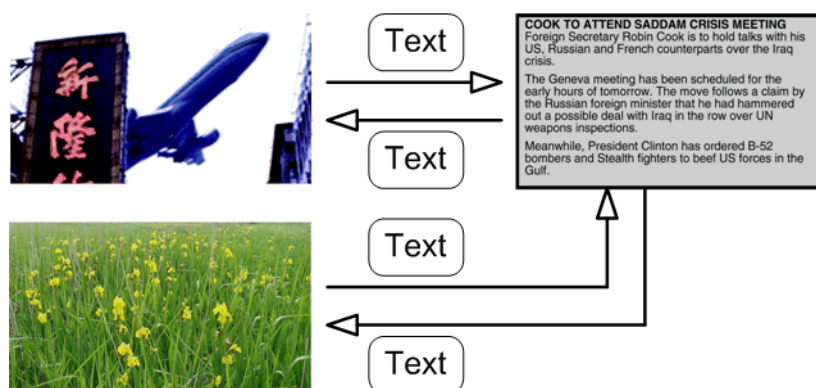 新
隆
Text
Text
COOK TO ATTEND SADDAM CRISIS MEETING
Foreign Secretary Robin Cook is to hold talks with his
US, Russian and French counterparts over the Iraq
crisis.
The Geneva meeting has been scheduled for the
early hours of tomorrow. The move follows a claim by
the Russian foreign minister that he had hammered
out a possible deal with Iraq in the row over UN
weapons inspections.
Meanwhile, President Clinton has ordered B-52
bombers and Stealth fighters to beef US forces in the
Gulf.
Text
Text